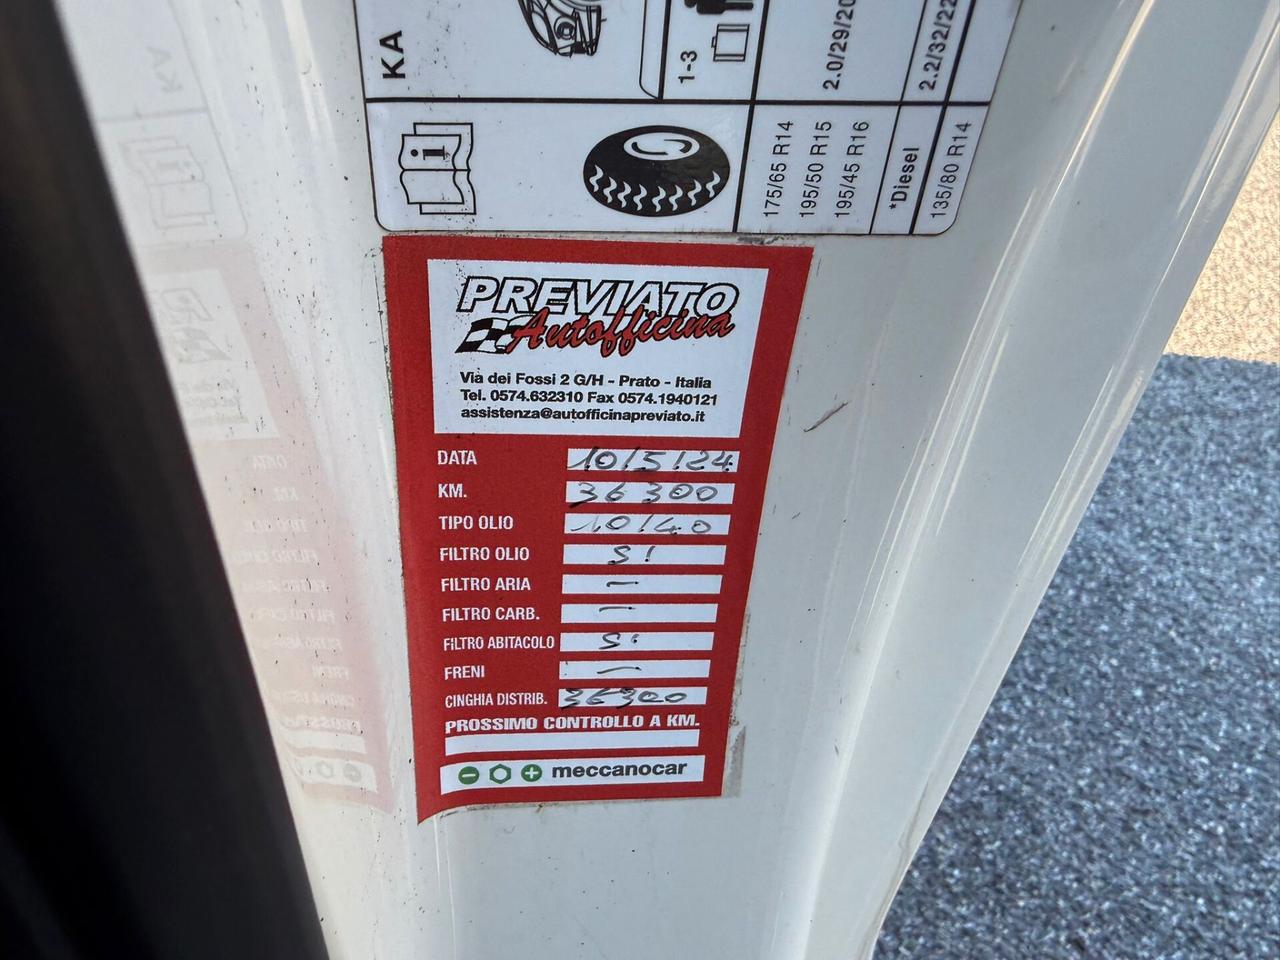 KA
1-3
2.0/29/20
2.2/32/22
175/65 R14
195/50 R15
195/45 R16
*Diesel
135/80 R14
PREVIATO
Autofficina
Via dei Fossi 2 G/H - Prato - Italia
Tel. 0574.632310 Fax 0574.1940121
assistenza@autofficinapreviato.it
DATA 10/5/24
KM. 36300
TIPO OLIO 10/40
FILTRO OLIO SI
FILTRO ARIA —
FILTRO CARB. —
FILTRO ABITACOLO Si
FRENI —
CINGHIA DISTRIB. 36300
PROSSIMO CONTROLLO A KM.
meccanocar